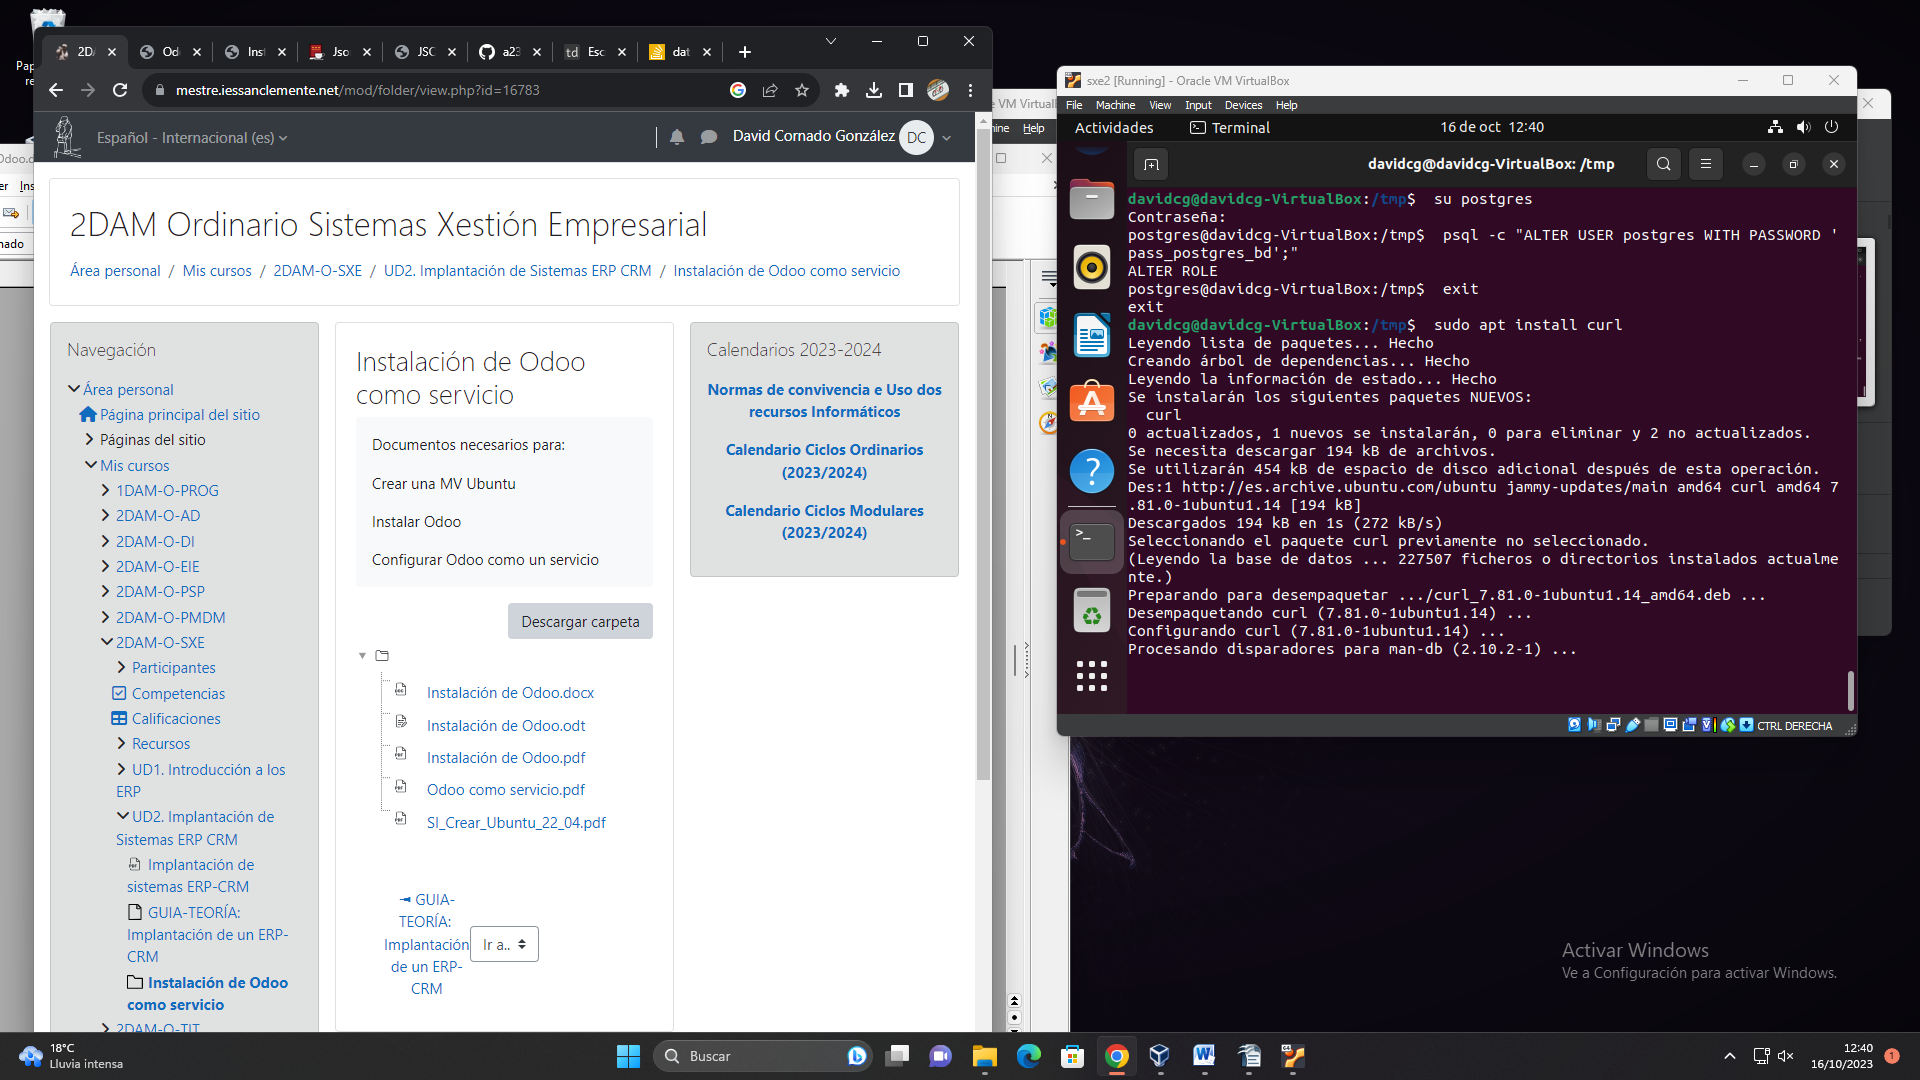 2D/
Od
Ins
Jso
JSC
a23
Esc
dat
mestre.iessanclemente.net/mod/folder/view.php?id=16783
Español - Internacional (es)
David Cornado González
DC
2DAM Ordinario Sistemas Xestión Empresarial
Área personal / Mis cursos / 2DAM-O-SXE / UD2. Implantación de Sistemas ERP CRM / Instalación de Odoo como servicio
Navegación
Área personal
Página principal del sitio
Páginas del sitio
Mis cursos
1DAM-O-PROG
2DAM-O-AD
2DAM-O-DI
2DAM-O-EIE
2DAM-O-PSP
2DAM-O-PMDM
2DAM-O-SXE
Participantes
Competencias
Calificaciones
Recursos
UD1. Introducción a los
ERP
UD2. Implantación de
Sistemas ERP CRM
Implantación de
sistemas ERP-CRM
GUIA-TEORÍA:
Implantación de un ERP-
CRM
Instalación de Odoo
como servicio
2DAM-O-TIT
Instalación de Odoo
como servicio
Documentos necesarios para:
Crear una MV Ubuntu
Instalar Odoo
Configurar Odoo como un servicio
Descargar carpeta
Instalación de Odoo.docx
Instalación de Odoo.odt
Instalación de Odoo.pdf
Odoo como servicio.pdf
SI_Crear_Ubuntu_22_04.pdf
GUIA-
TEORÍA:
Implantación
de un ERP-
CRM
Ir a..
Calendarios 2023-2024
Normas de convivencia e Uso dos
recursos Informáticos
Calendario Ciclos Ordinarios
(2023/2024)
Calendario Ciclos Modulares
(2023/2024)
Help
sxe2 [Running] - Oracle VM VirtualBox
File Machine View Input Devices Help
Actividades
Terminal
16 de oct 12:40
davidcg@davidcg-VirtualBox: /tmp
davidcg@davidcg-VirtualBox:/tmp$ su postgres
Contraseña:
postgres@davidcg-VirtualBox:/tmp$ psql -c "ALTER USER postgres WITH PASSWORD '
pass_postgres_bd';"
ALTER ROLE
postgres@davidcg-VirtualBox:/tmp$ exit
exit
davidcg@davidcg-VirtualBox:/tmp$ sudo apt install curl
Leyendo lista de paquetes... Hecho
Creando árbol de dependencias... Hecho
Leyendo la información de estado... Hecho
Se instalarán los siguientes paquetes NUEVOS:
curl
0 actualizados, 1 nuevos se instalarán, 0 para eliminar y 2 no actualizados.
Se necesita descargar 194 kB de archivos.
Se utilizarán 454 kB de espacio de disco adicional después de esta operación.
Des:1 http://es.archive.ubuntu.com/ubuntu jammy-updates/main amd64 curl amd64 7
.81.0-1ubuntu1.14 [194 kB]
Descargados 194 kB en 1s (272 kB/s)
Seleccionando el paquete curl previamente no seleccionado.
(Leyendo la base de datos ... 227507 ficheros o directorios instalados actualme
nte.)
Preparando para desempaquetar .../curl_7.81.0-1ubuntu1.14_amd64.deb ...
Desempaquetando curl (7.81.0-1ubuntu1.14) ...
Configurando curl (7.81.0-1ubuntu1.14) ...
Procesando disparadores para man-db (2.10.2-1) ...
CTRL DERECHA
Activar Windows
Ve a Configuración para activar Windows.
18°C
Lluvia intensa
Buscar
12:40
16/10/2023
1